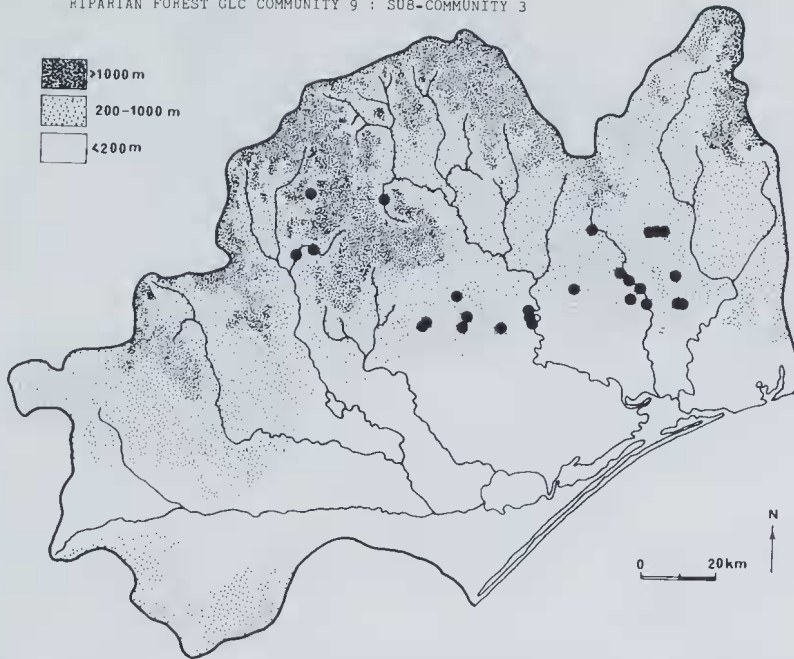 RIPARIAN FOREST GLC COMMUNITY 9 : SUB-COMMUNITY 3
>1000 m
200-1000 m
<200m
N
0 20km